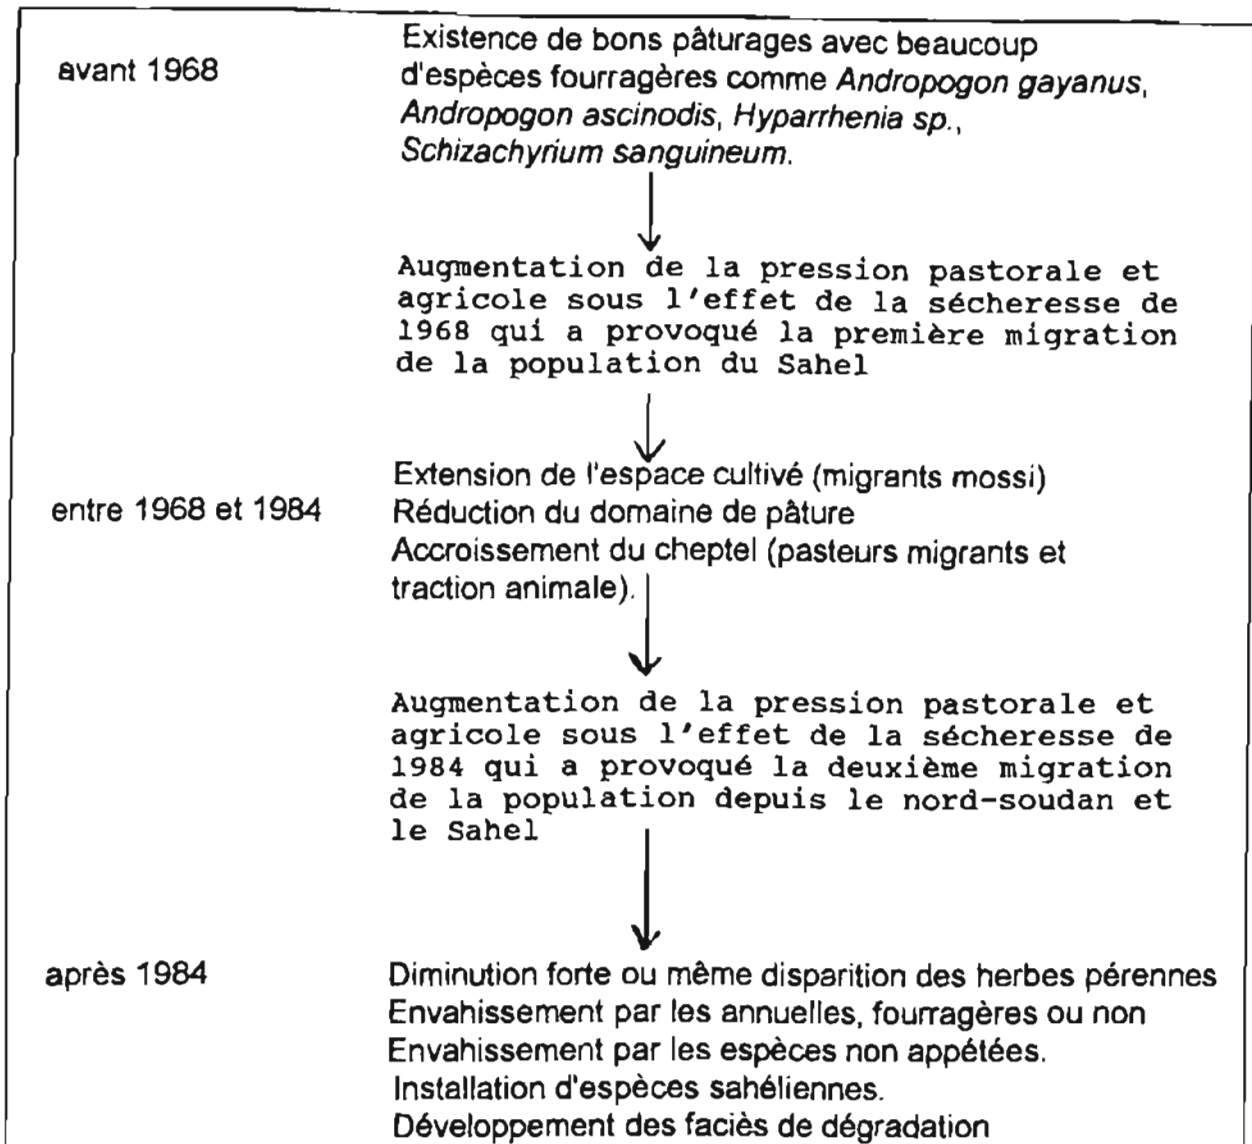 avant 1968
Existence de bons pâturages avec beaucoup
d'espèces fourragères comme Andropogon gayanus,
Andropogon ascinodis, Hyparrhenia sp.,
Schizachyrium sanguineum.
Augmentation de la pression pastorale et
agricole sous l'effet de la sécheresse de
1968 qui a provoqué la première migration
de la population du Sahel
entre 1968 et 1984
Extension de l'espace cultivé (migrants mossi)
Réduction du domaine de pâture
Accroissement du cheptel (pasteurs migrants et
traction animale).
Augmentation de la pression pastorale et
agricole sous l'effet de la sécheresse de
1984 qui a provoqué la deuxième migration
de la population depuis le nord-soudan et
le Sahel
après 1984
Diminution forte ou même disparition des herbes pérennes
Envahissement par les annuelles, fourragères ou non
Envahissement par les espèces non appétées.
Installation d'espèces sahéliennes.
Développement des faciès de dégradation